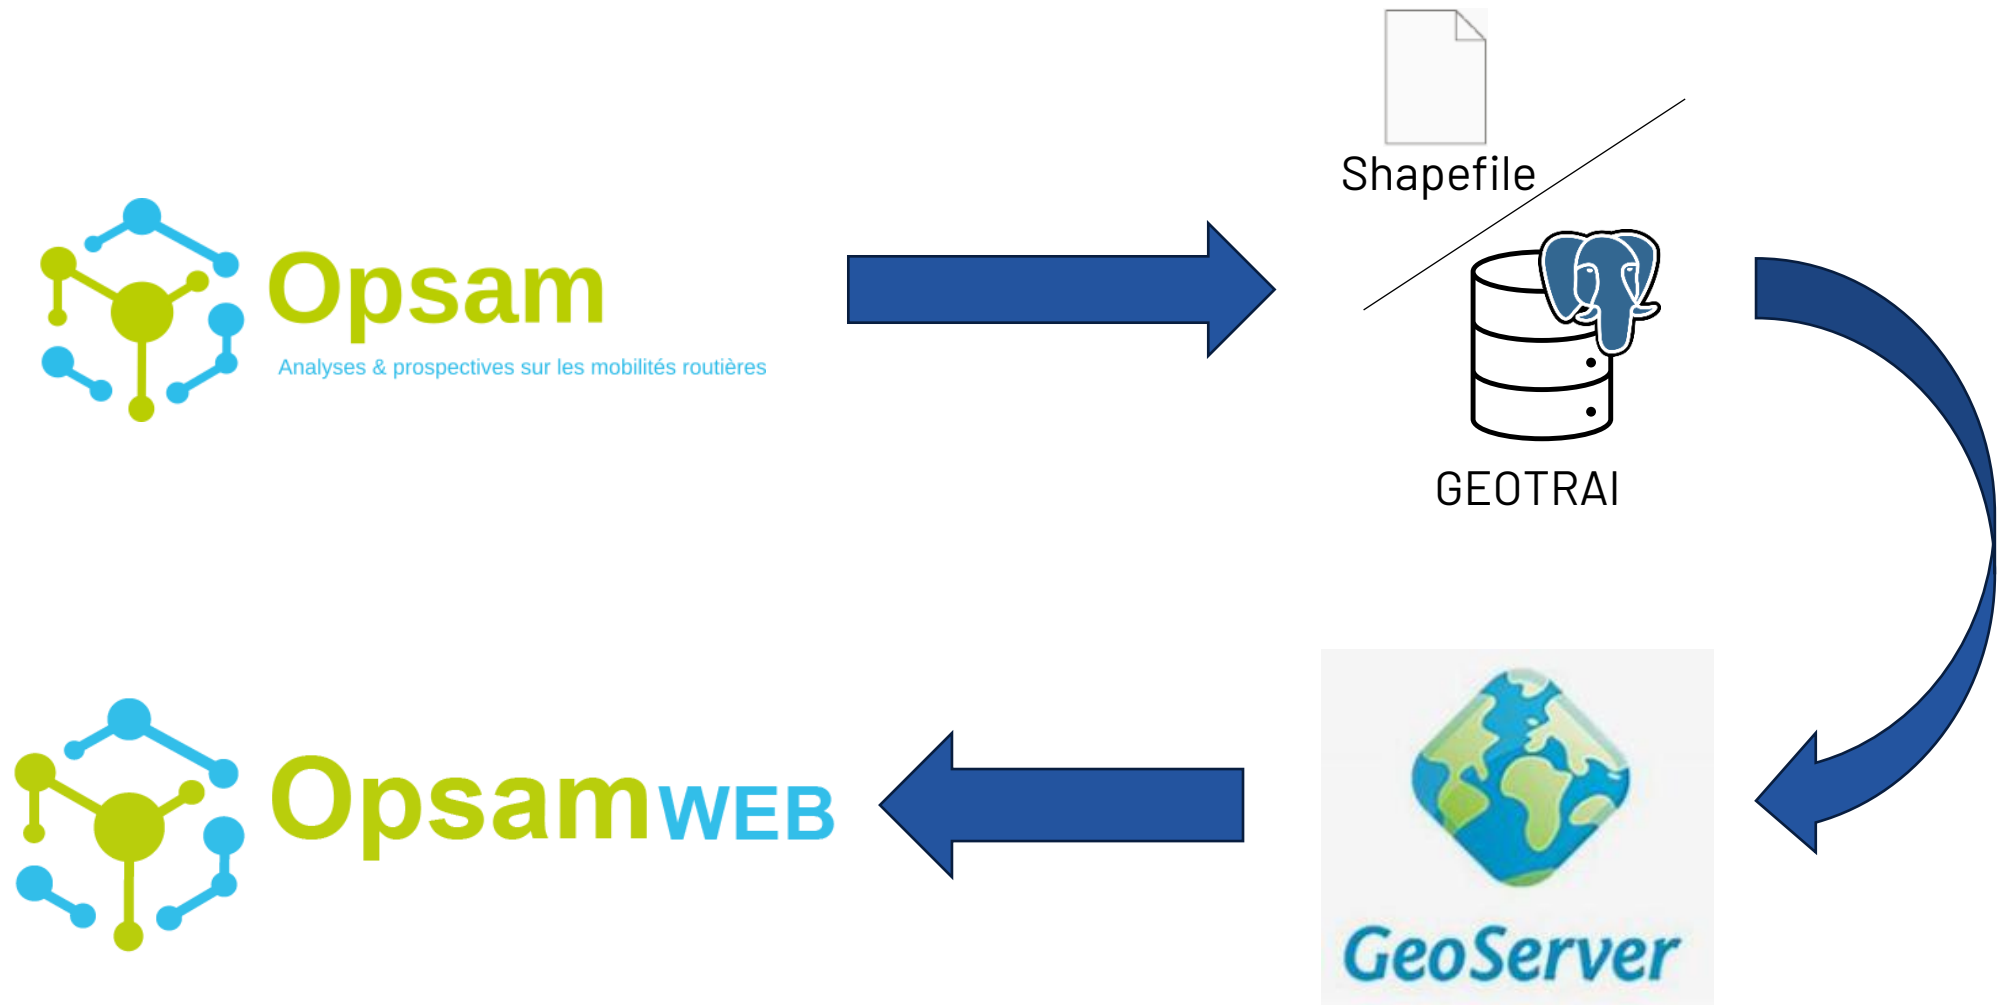 Shapefile
Opsam
Analyses & prospectives sur les mobilités routières
GEOTRAI
OpsamWEB
GeoServer